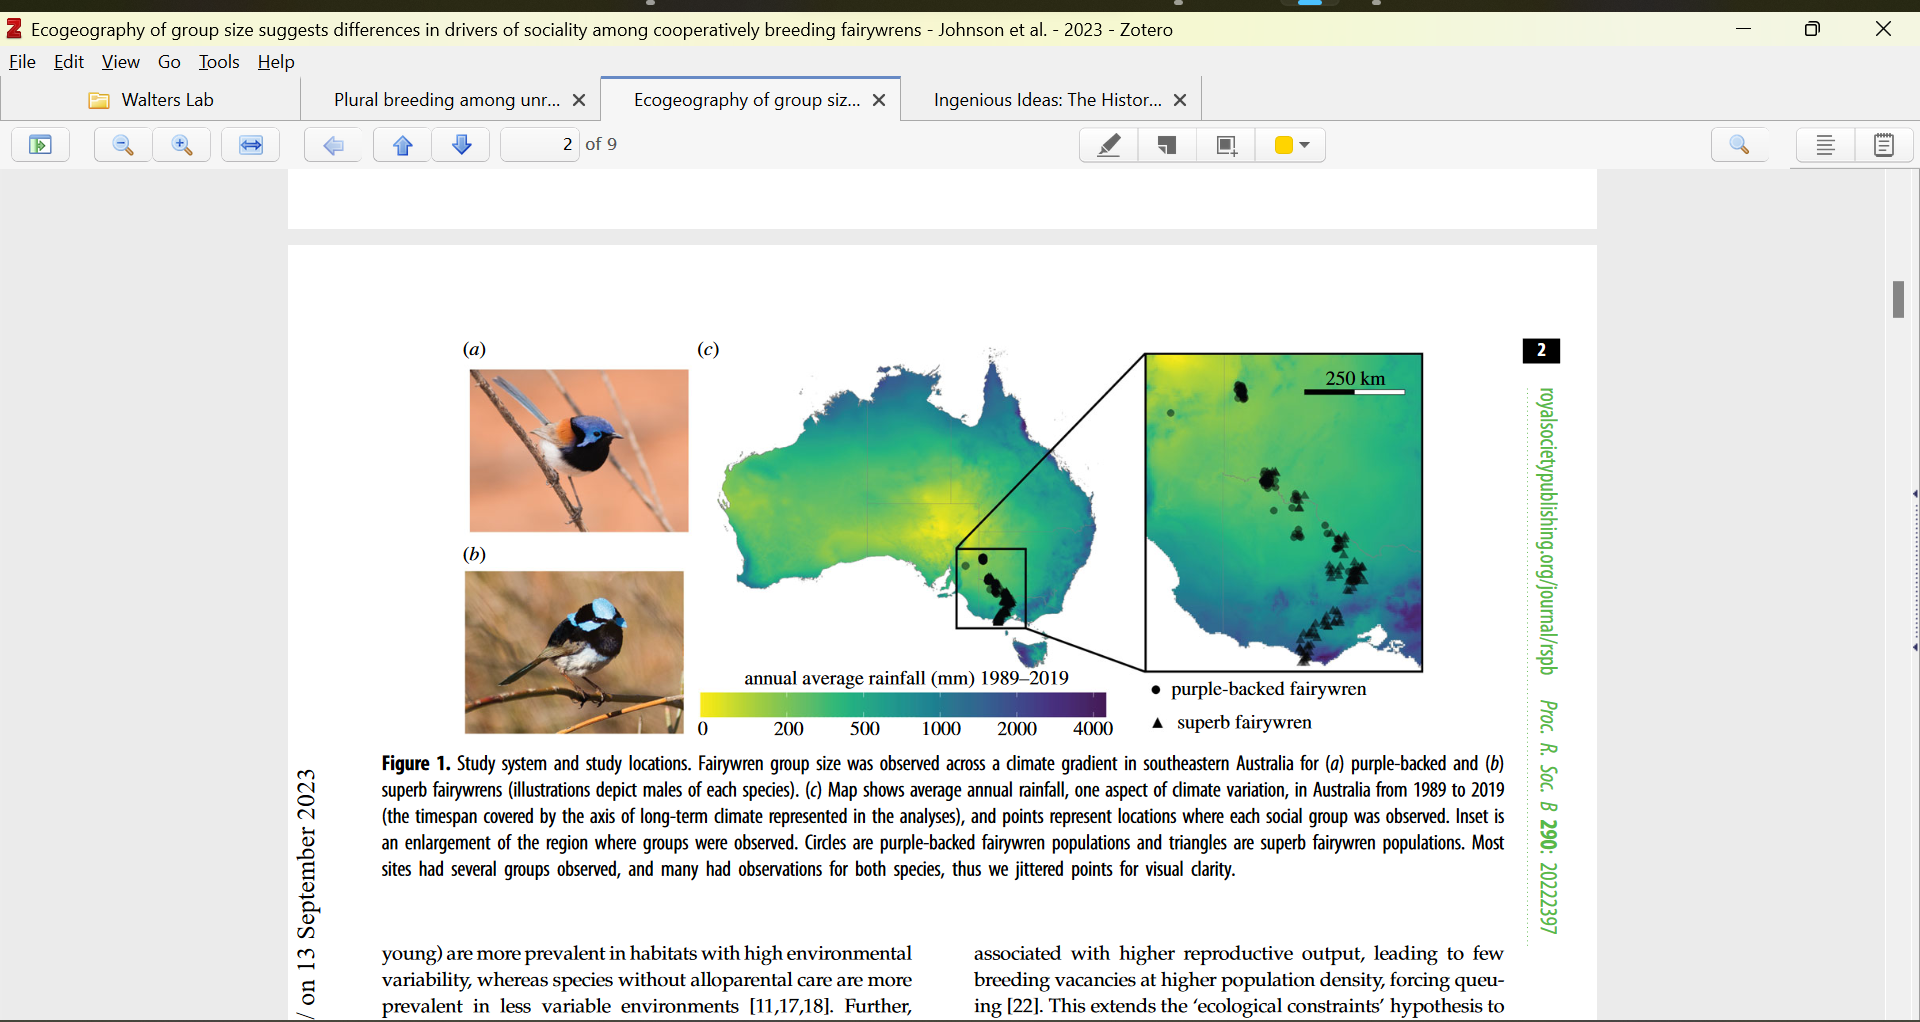 Ecogeography of group size suggests differences in drivers of sociality among cooperatively breeding fairywrens - Johnson et al. - 2023 - Zotero
File Edit View Go Tools Help
Walters Lab
Plural breeding among unr...
Ecogeography of group siz...
Ingenious Ideas: The Histor...
2 of 9
(a)
(b)
(c)
250 km
annual average rainfall (mm) 1989–2019
0 200 500 1000 2000 4000
purple-backed fairywren
superb fairywren
2
royalsocietypublishing.org/journal/rspb Proc. R. Soc. B 290: 20222397
Figure 1. Study system and study locations. Fairywren group size was observed across a climate gradient in southeastern Australia for (a) purple-backed and (b)
superb fairywrens (illustrations depict males of each species). (c) Map shows average annual rainfall, one aspect of climate variation, in Australia from 1989 to 2019
(the timespan covered by the axis of long-term climate represented in the analyses), and points represent locations where each social group was observed. Inset is
an enlargement of the region where groups were observed. Circles are purple-backed fairywren populations and triangles are superb fairywren populations. Most
sites had several groups observed, and many had observations for both species, thus we jittered points for visual clarity.
/ on 13 September 2023
young) are more prevalent in habitats with high environmental
variability, whereas species without alloparental care are more
prevalent in less variable environments [11,17,18]. Further,
associated with higher reproductive output, leading to few
breeding vacancies at higher population density, forcing queu-
ing [22]. This extends the ‘ecological constraints’ hypothesis to